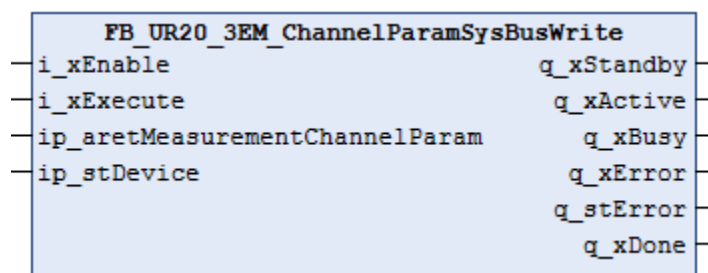 FB_UR20_3EM_ChannelParamSysBusWrite
i_xEnable q_xStandby
i_xExecute q_xActive
ip_aretMeasurementChannelParam q_xBusy
ip_stDevice q_xError
q_stError
q_xDone